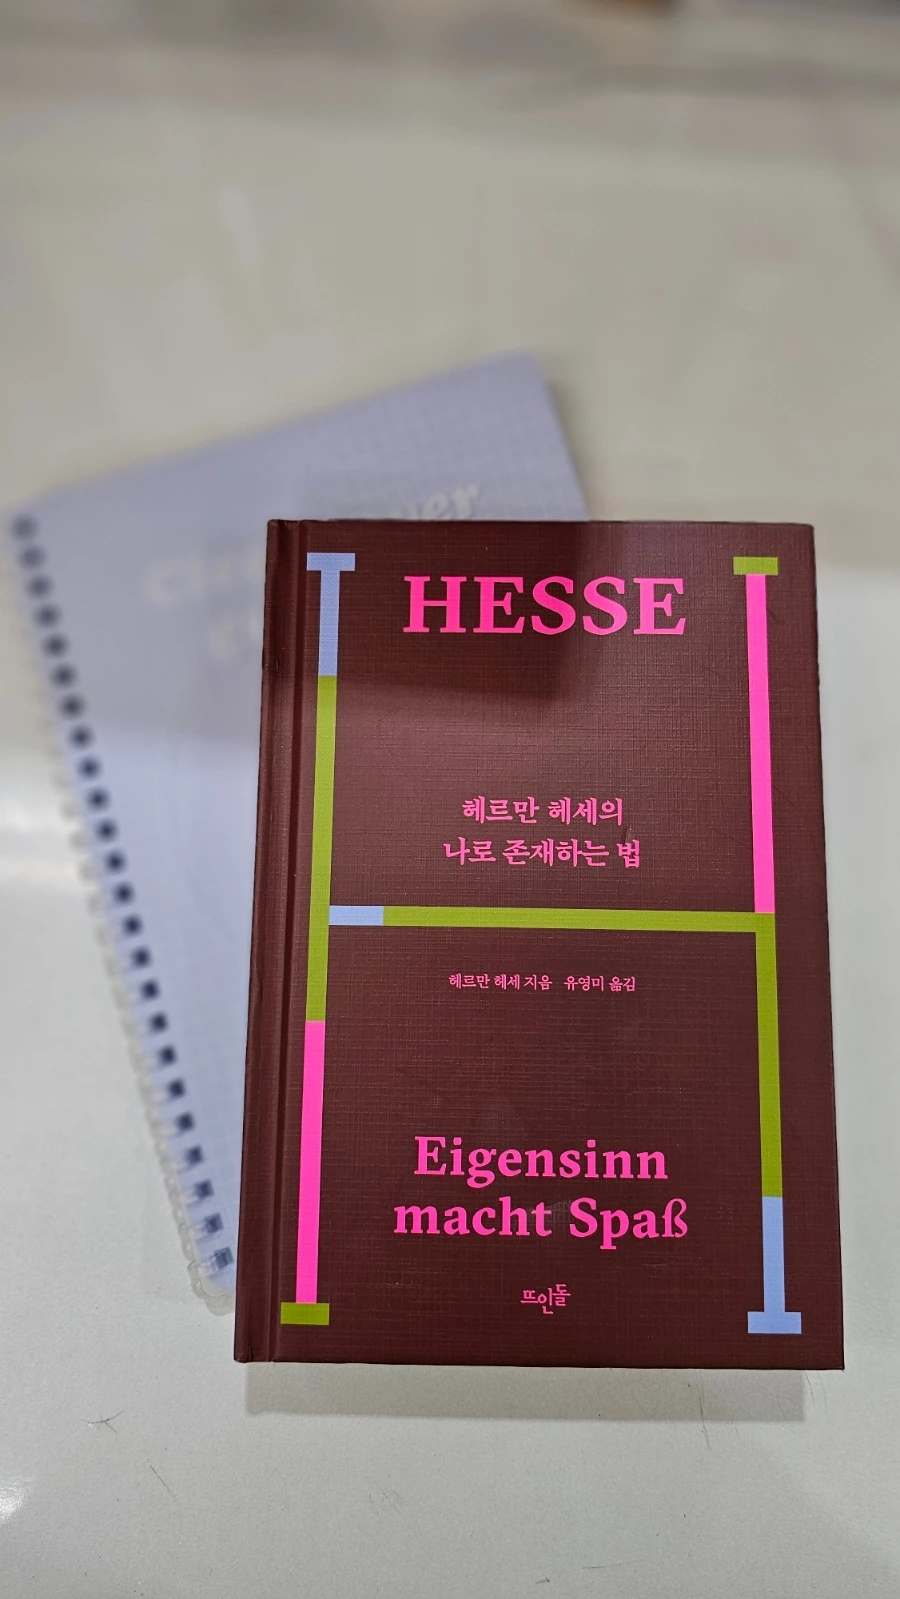 HESSE
헤르만 헤세의
나로 존재하는 법
헤르만 헤세 지음 유영미 옮김
Eigensinn
macht Spaß
뜨인돌